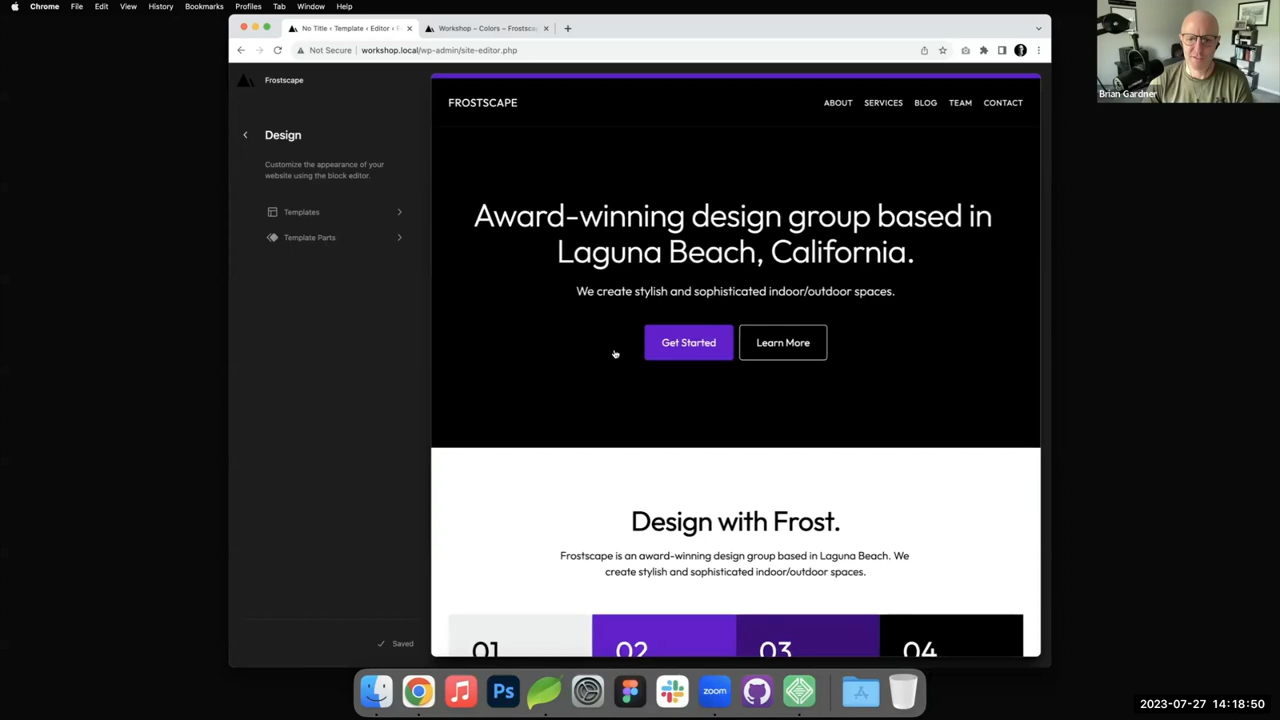 Chrome File Edit View History Bookmarks Profiles Tab Window Help
No Title ‹ Template ‹ Editor ‹ F
Workshop – Colors – Frostsca
Not Secure workshop.local/wp-admin/site-editor.php
Brian Gardner
Frostscape
Design
Customize the appearance of your
website using the block editor.
Templates
Template Parts
Saved
FROSTSCAPE
ABOUT SERVICES BLOG TEAM CONTACT
Award-winning design group based in
Laguna Beach, California.
We create stylish and sophisticated indoor/outdoor spaces.
Get Started
Learn More
Design with Frost.
Frostscape is an award-winning design group based in Laguna Beach. We
create stylish and sophisticated indoor/outdoor spaces.
01 02 03 04
Ps
zoom
2023-07-27 14:18:50